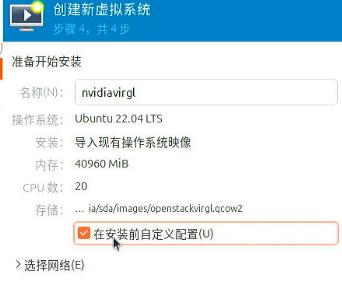 创建新虚拟系统
步骤 4，共 4 步
准备开始安装
名称(N)： nvidiavirgl
操作系统： Ubuntu 22.04 LTS
安装： 导入现有操作系统映像
内存： 40960 MiB
CPU 数： 20
存储： … ia/sda/images/openstackvirgl.qcow2
在安装前自定义配置(U)
选择网络(E)